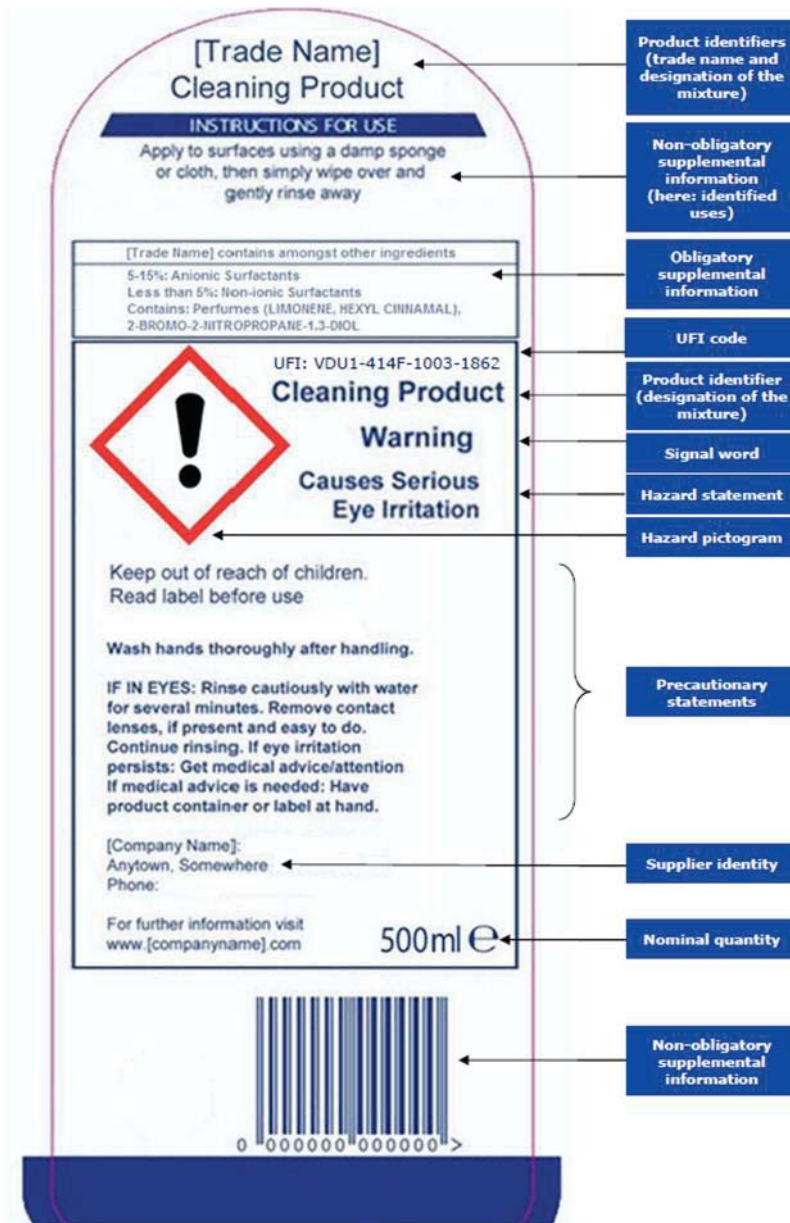 [Trade Name]
Cleaning Product
INSTRUCTIONS FOR USE
Apply to surfaces using a damp sponge
or cloth, then simply wipe over and
gently rinse away
[Trade Name] contains amongst other ingredients
5-15%: Anionic Surfactants
Less than 5%: Non-ionic Surfactants
Contains: Perfumes (LIMONENE, HEXYL CINNAMAL),
2-BROMO-2-NITROPROPANE-1.3-DIOL
UFI: VDU1-414F-1003-1862
Cleaning Product
Warning
Causes Serious
Eye Irritation
Keep out of reach of children.
Read label before use
Wash hands thoroughly after handling.
IF IN EYES: Rinse cautiously with water
for several minutes. Remove contact
lenses, if present and easy to do.
Continue rinsing. If eye irritation
persists: Get medical advice/attention
If medical advice is needed: Have
product container or label at hand.
[Company Name]:
Anytown, Somewhere
Phone:
For further information visit
www.[companyname].com
500ml ℮
0 000000 000000 >
Product identifiers
(trade name and
designation of the
mixture)
Non-obligatory
supplemental
information
(here: identified
uses)
Obligatory
supplemental
information
UFI code
Product identifier
(designation of the
mixture)
Signal word
Hazard statement
Hazard pictogram
Precautionary
statements
Supplier identity
Nominal quantity
Non-obligatory
supplemental
information